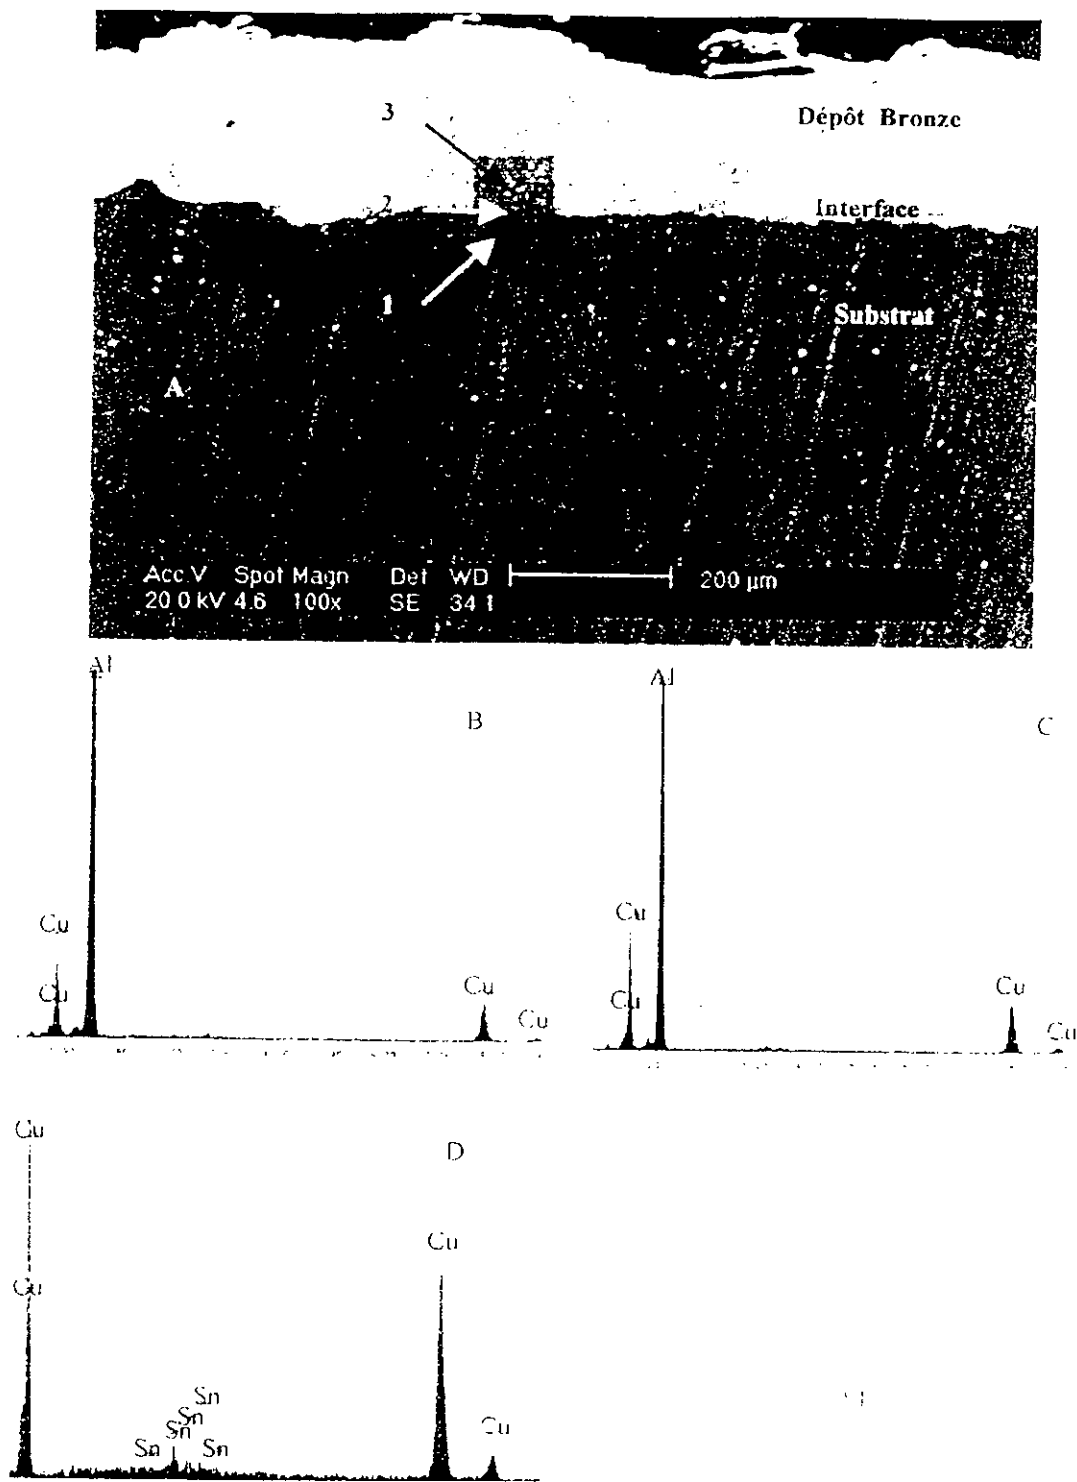 3
Dépôt Bronze
2
Interface
1
Substrat
A
Acc.V Spot Magn Det WD 200 µm
20.0 kV 4.6 100x SE 34.1
Al
Al
B
C
Cu
Cu
Cu
Cu
Cu
Cu
Cu
Cu
Cu
D
Cu
Cu
Sn
Sn
Sn
Cu
Sn
Sn